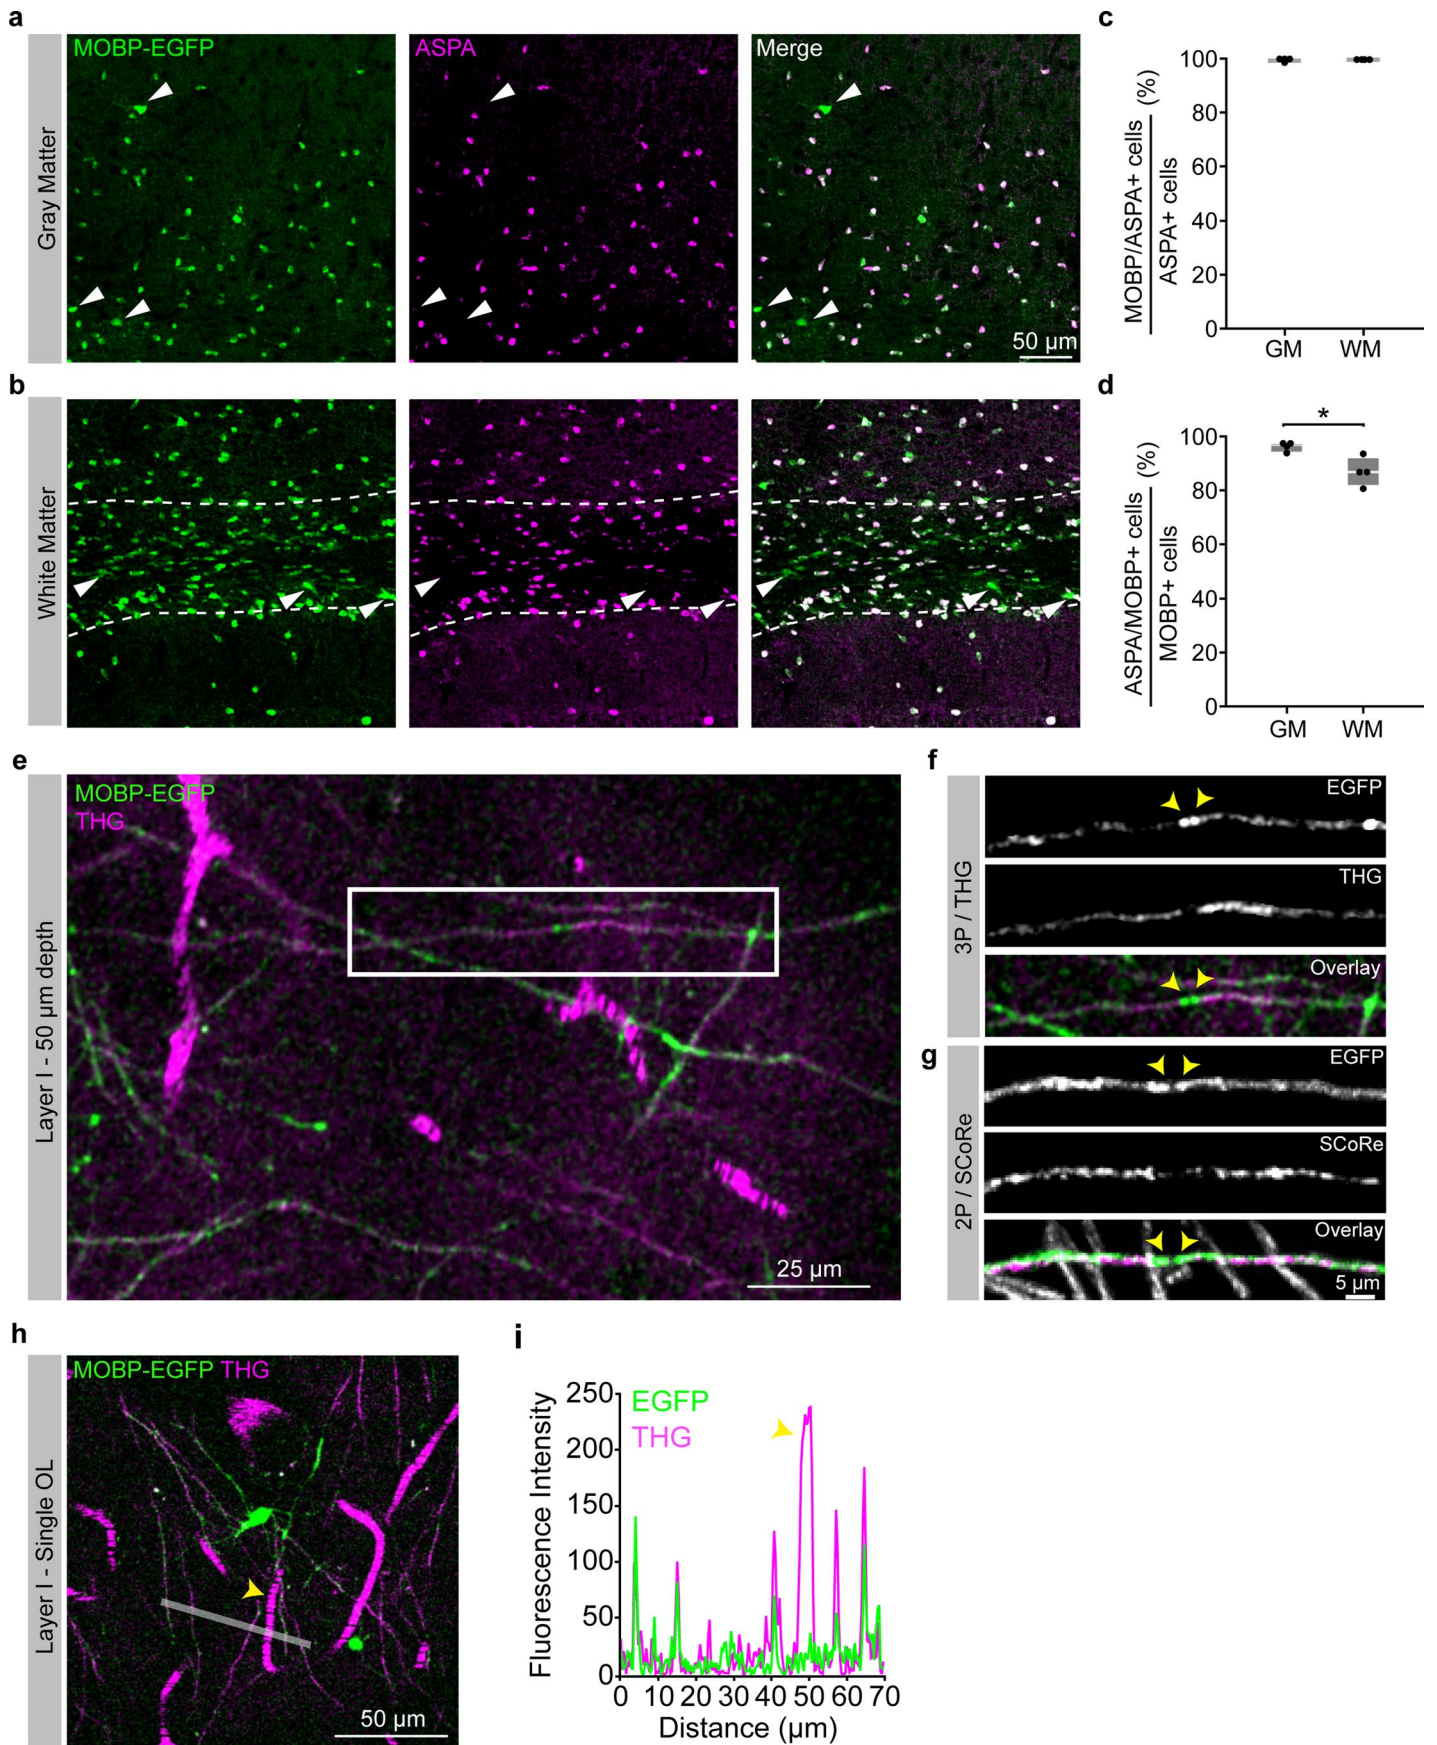 a
MOBP-EGFP
ASPA
Merge
Gray Matter
50 µm
b
White Matter
c
MOBP/ASPA+ cells
ASPA+ cells
(%)
100
80
60
40
20
0
GM WM
d
*
ASPA/MOBP+ cells
MOBP+ cells
(%)
100
80
60
40
20
0
GM WM
e
MOBP-EGFP
THG
Layer I - 50 µm depth
25 µm
f
3P / THG
EGFP
THG
Overlay
g
2P / SCoRe
EGFP
SCoRe
Overlay
5 µm
h
MOBP-EGFP THG
Layer I - Single OL
50 µm
i
EGFP
THG
Fluorescence Intensity
250
200
150
100
50
0
0 10 20 30 40 50 60 70
Distance (µm)